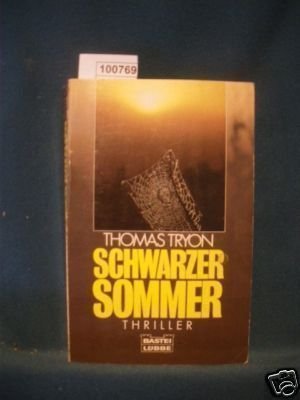 100769
THOMAS TRYON
SCHWARZER
SOMMER
THRILLER
BASTEI
LÜBBE